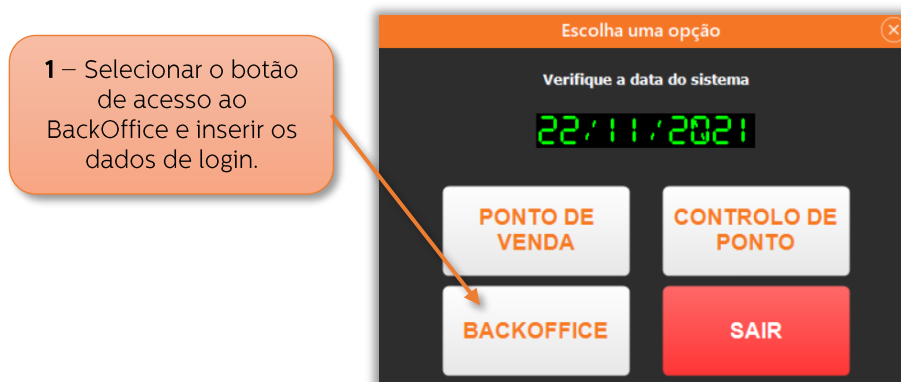 1 – Selecionar o botão
de acesso ao
BackOffice e inserir os
dados de login.
Escolha uma opção
Verifique a data do sistema
22/11/2021
PONTO DE
VENDA
CONTROLO DE
PONTO
BACKOFFICE
SAIR